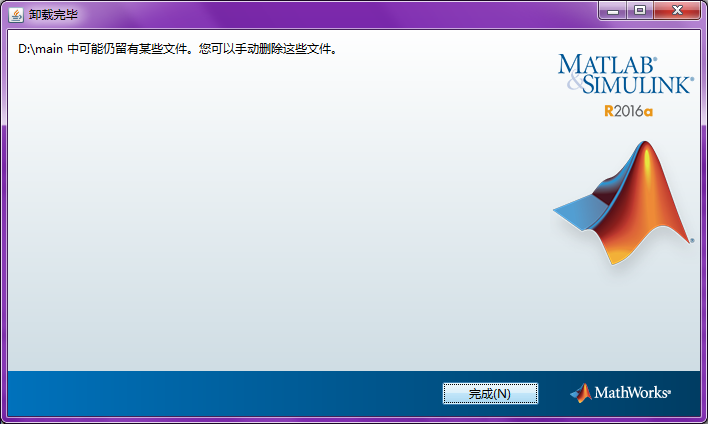 卸载完毕
D:\main 中可能仍留有某些文件。您可以手动删除这些文件。
MATLAB®
&SIMULINK®
R2016a
®
完成(N)
MathWorks®